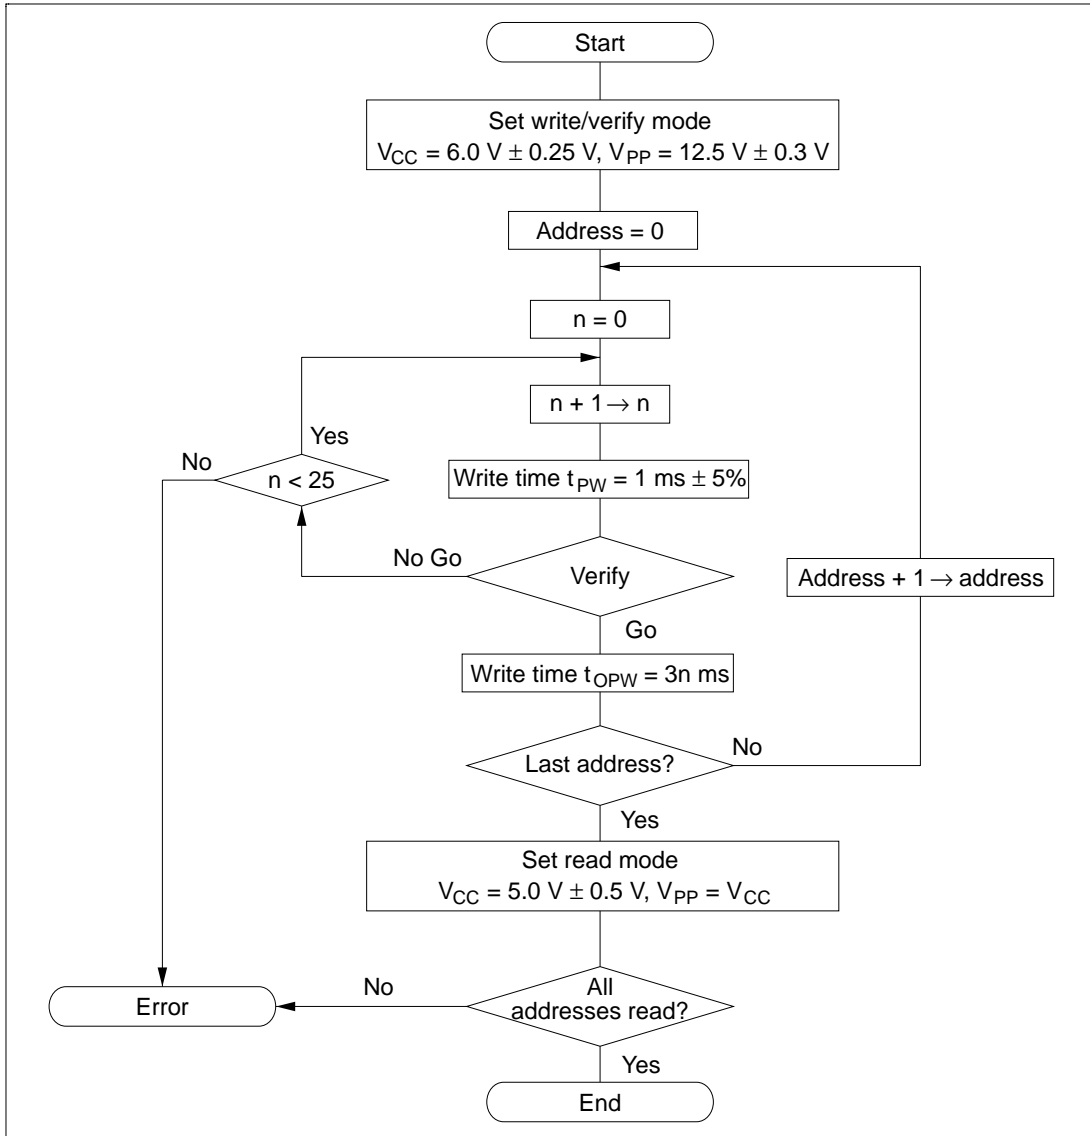 Start
Set write/verify mode
VCC = 6.0 V ± 0.25 V, VPP = 12.5 V ± 0.3 V
Address = 0
n = 0
n + 1 → n
Yes
No
n < 25
Write time tPW = 1 ms ± 5%
No Go
Verify
Address + 1 → address
Go
Write time tOPW = 3n ms
Last address?
No
Yes
Set read mode
VCC = 5.0 V ± 0.5 V, VPP = VCC
All
addresses read?
No
Error
Yes
End